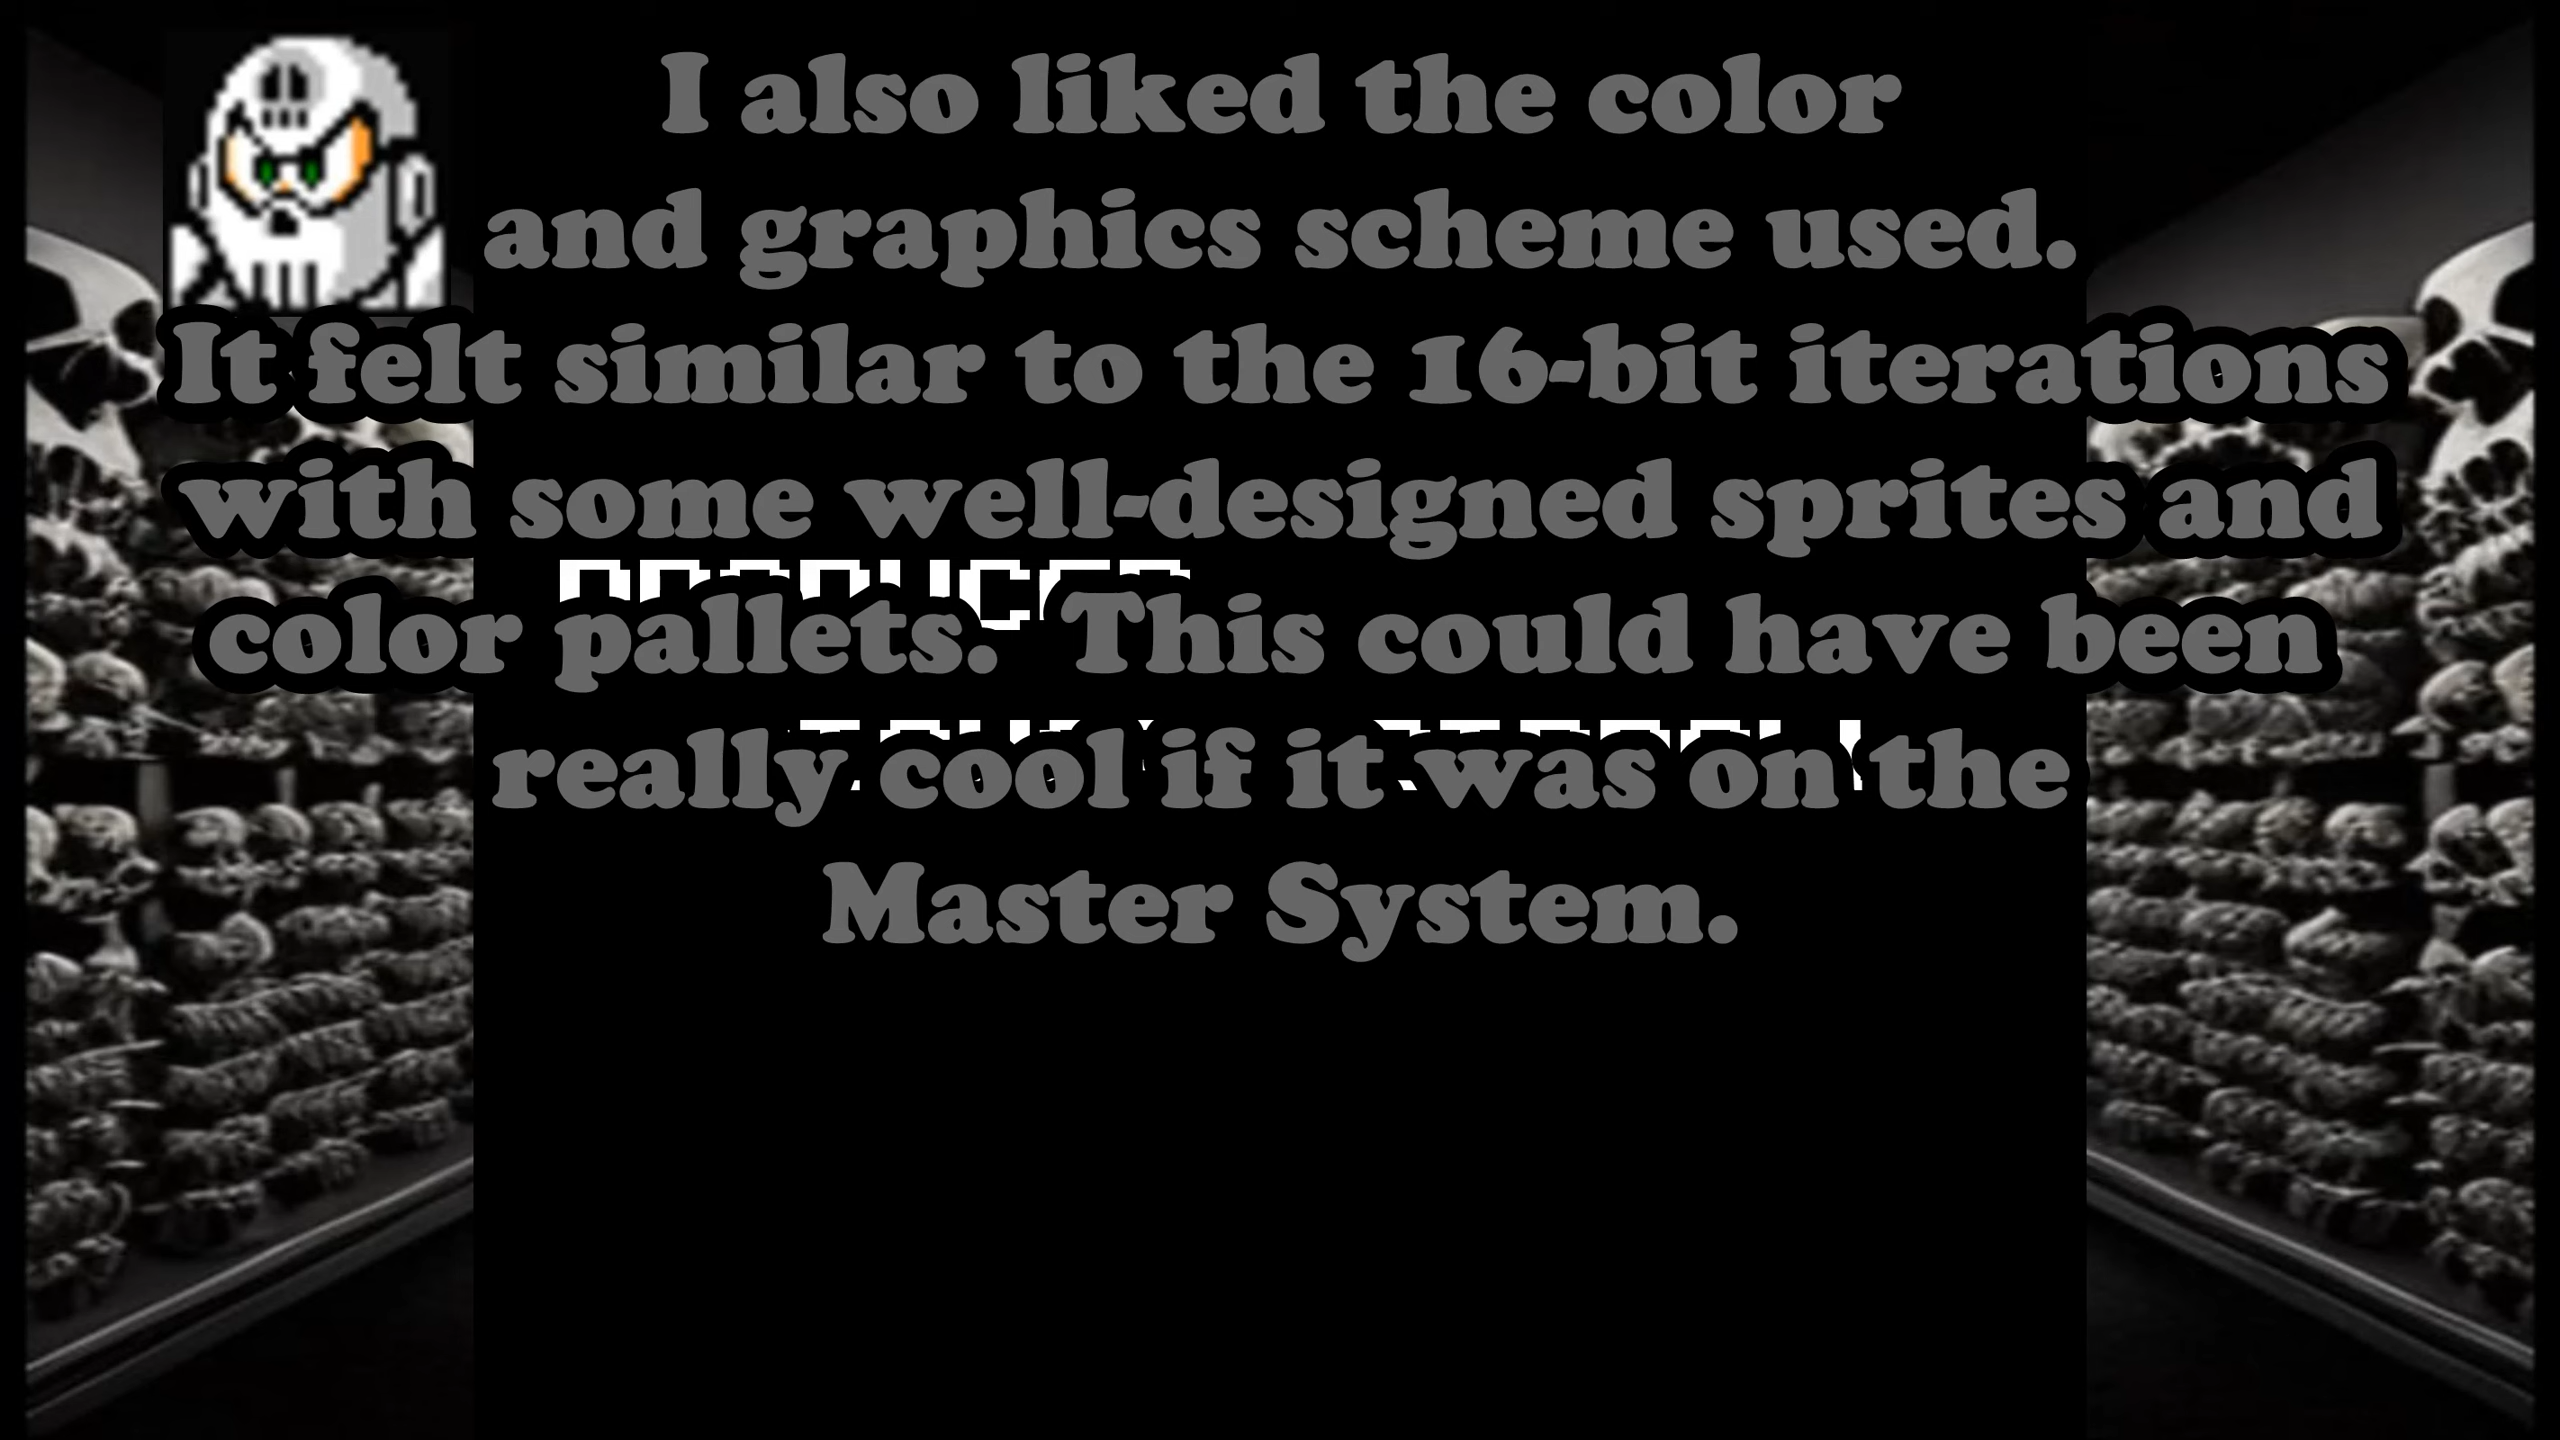 I also liked the color
and graphics scheme used.
It felt similar to the 16-bit iterations
with some well-designed sprites and
PRODUCER
color pallets. This could have been
really cool if it was on the
Master System.